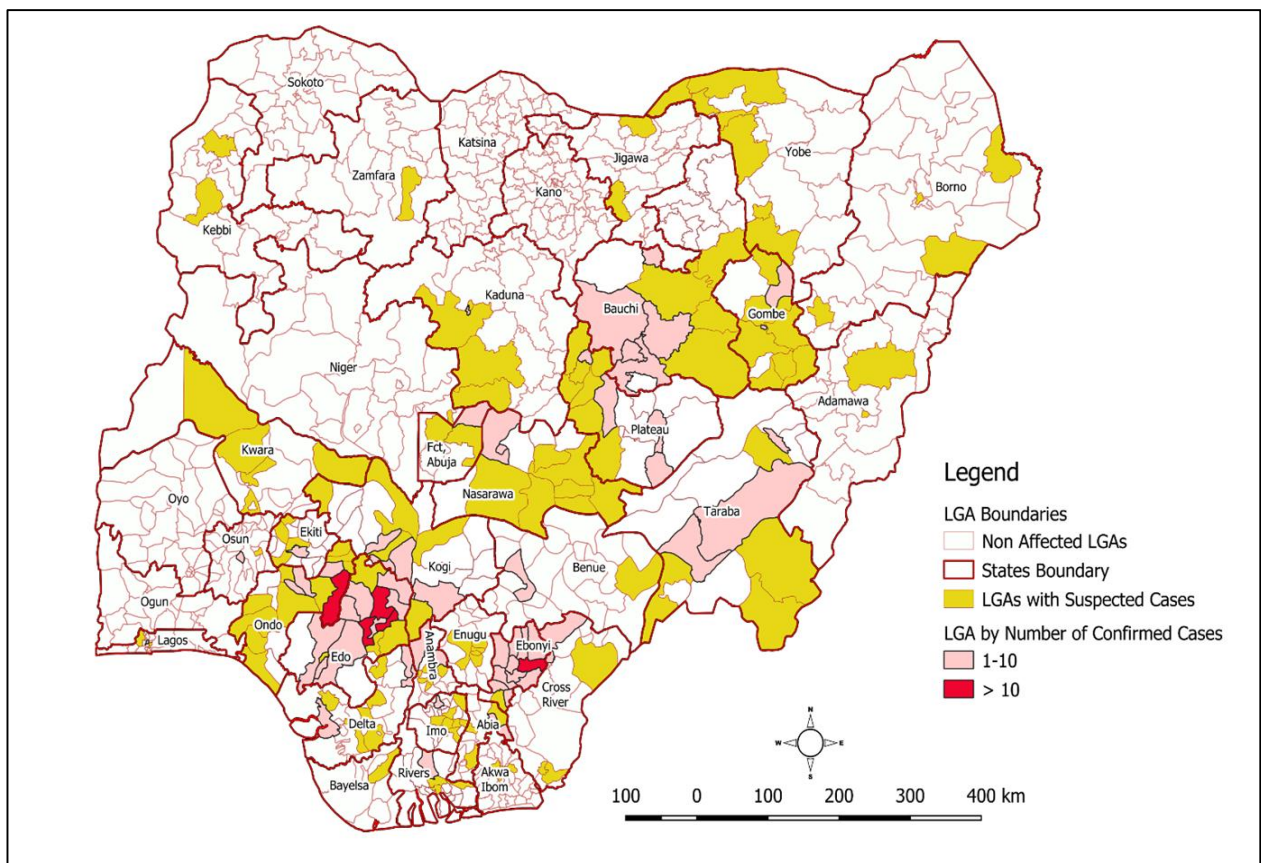 Sokoto
Katsina
Jigawa
Yobe
Borno
Zamfara
Kano
Kebbi
Kaduna
Bauchi
Gombe
Niger
Adamawa
Plateau
Fct,
Abuja
Kwara
Nasarawa
Oyo
Taraba
Osun
Ekiti
Kogi
Benue
Ogun
Ondo
Lagos
Edo
Anambra
Enugu
Ebonyi
Cross
River
Delta
Imo
Abia
Bayelsa
Rivers
Akwa
Ibom
Legend
LGA Boundaries
Non Affected LGAs
States Boundary
LGAs with Suspected Cases
LGA by Number of Confirmed Cases
1-10
> 10
N
W
E
S
100 0 100 200 300 400 km